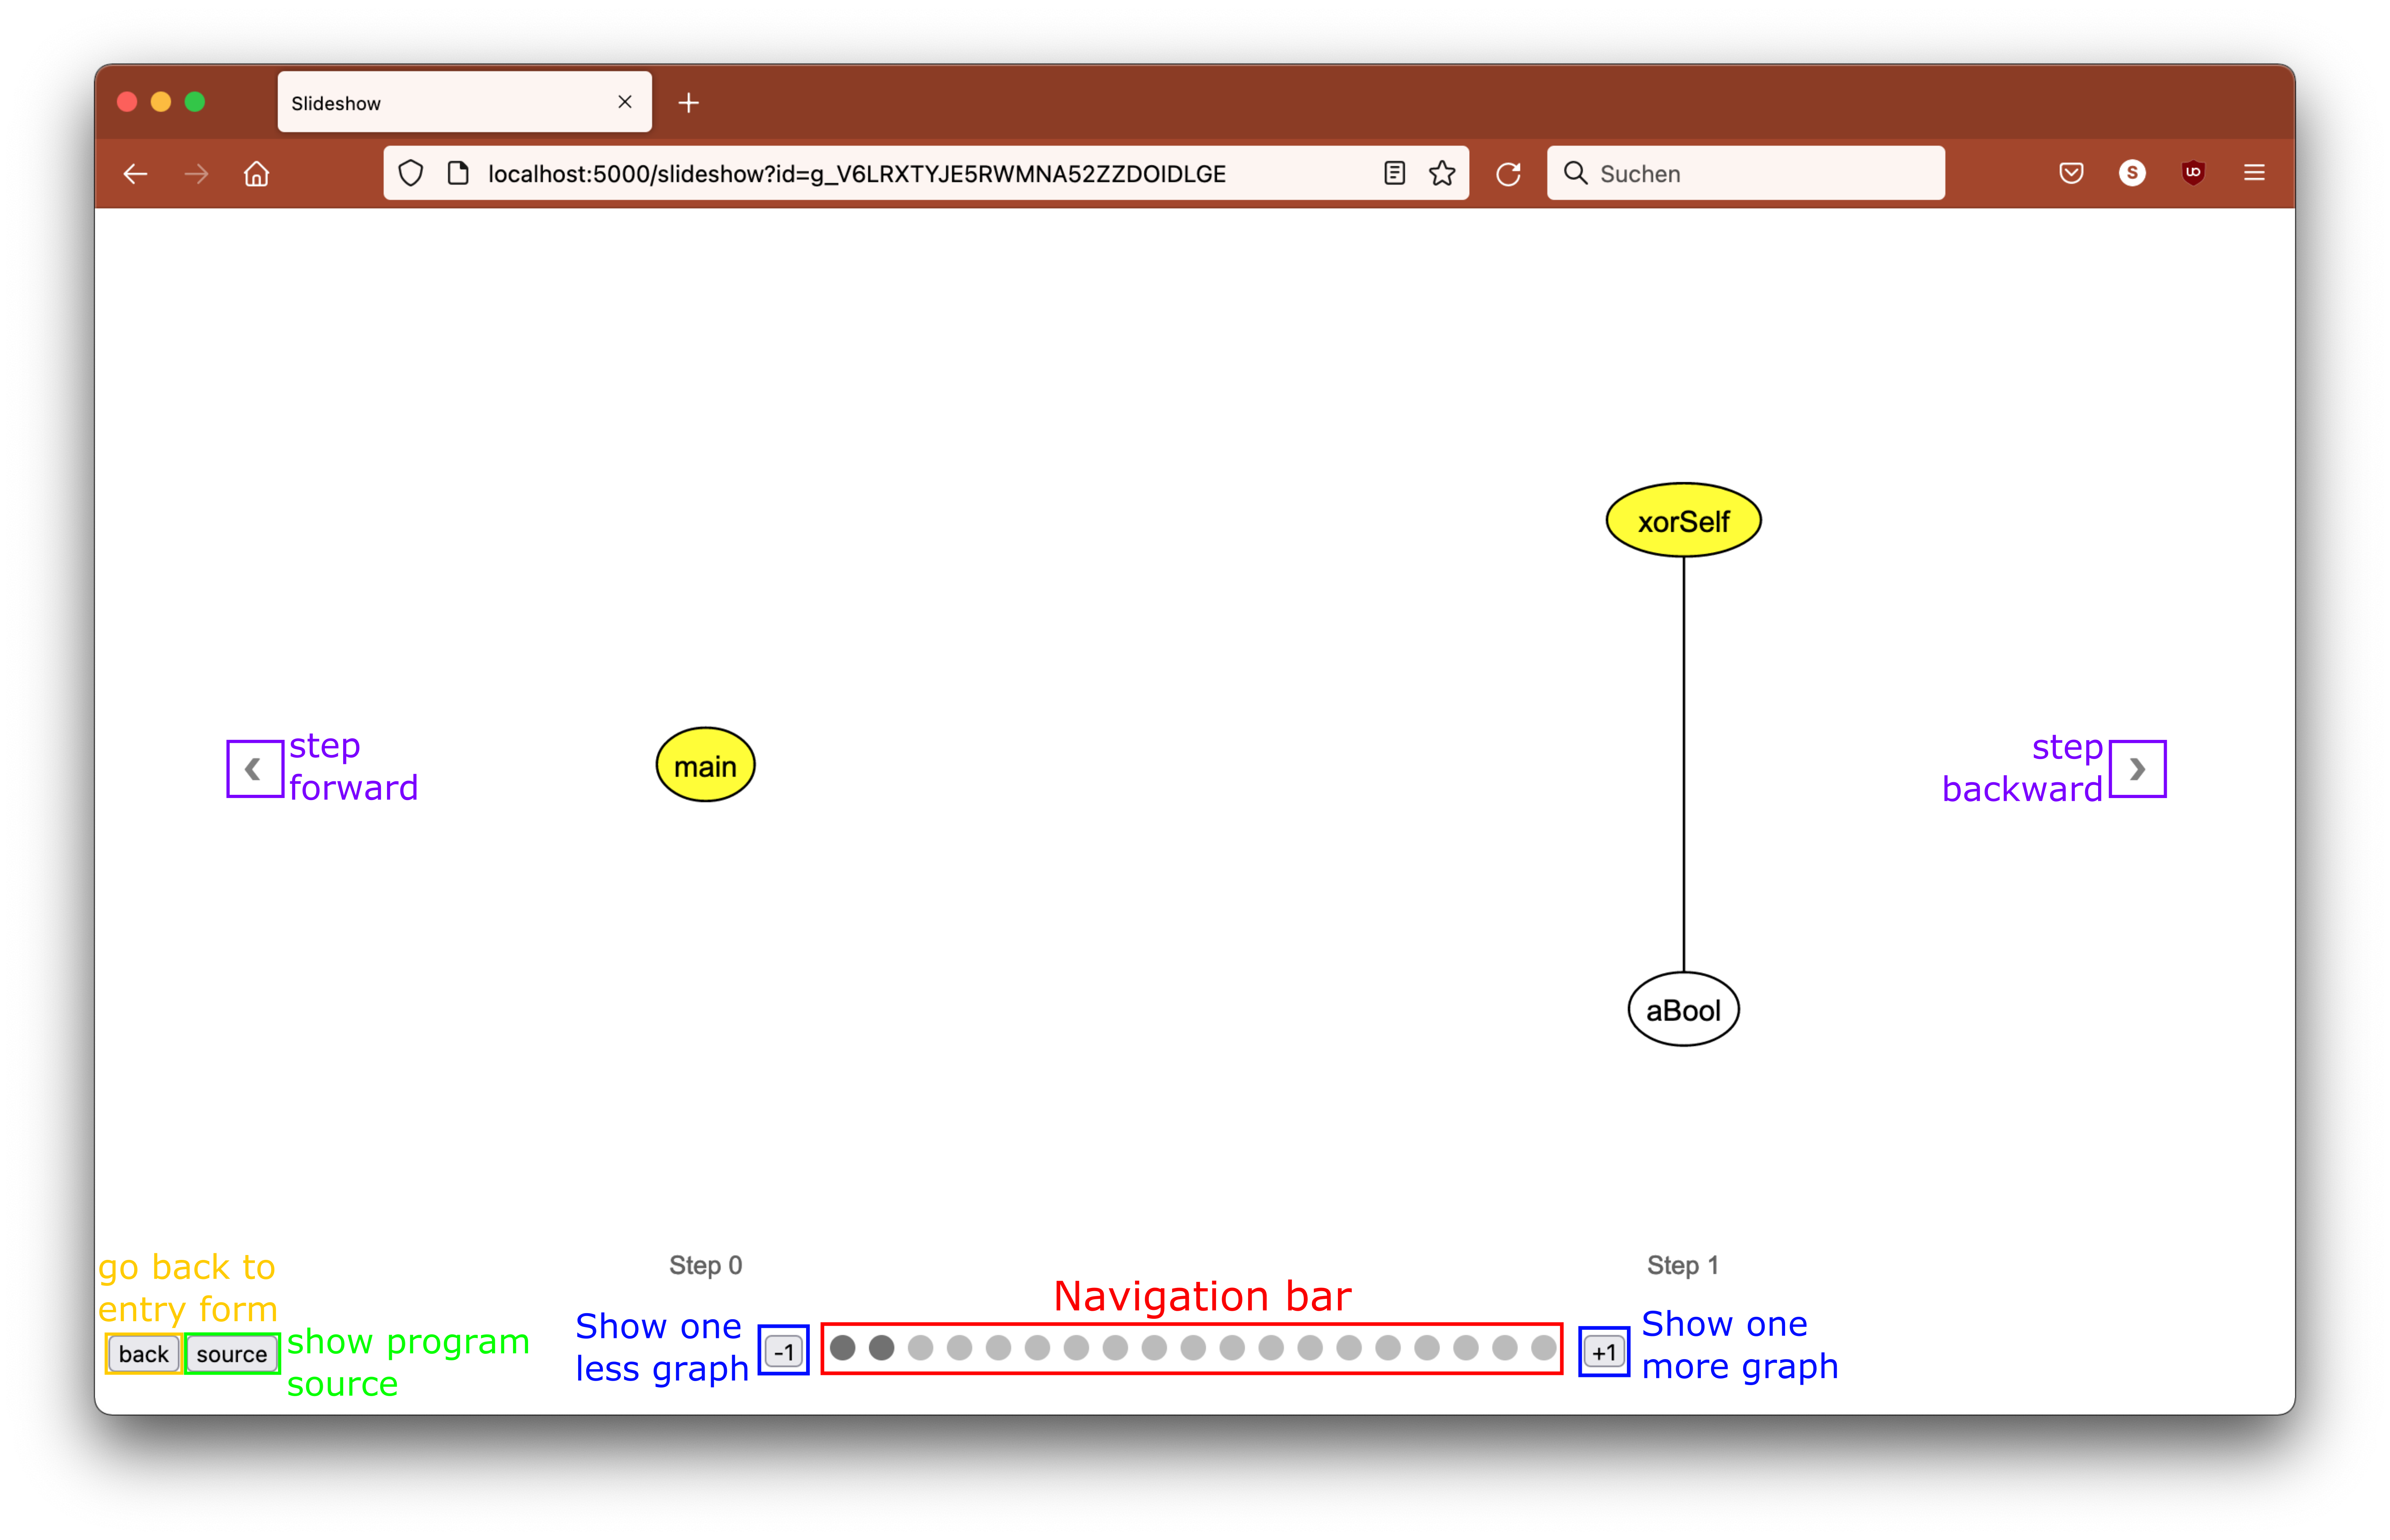 Slideshow
localhost:5000/slideshow?id=g_V6LRXTYJE5RWMNA52ZZDOIDLGE
Suchen
S
uo
xorSelf
step
forward
main
step
backward
aBool
Step 0
Step 1
go back to
entry form
Navigation bar
back
source
show program
source
Show one
less graph
-1
+1
Show one
more graph